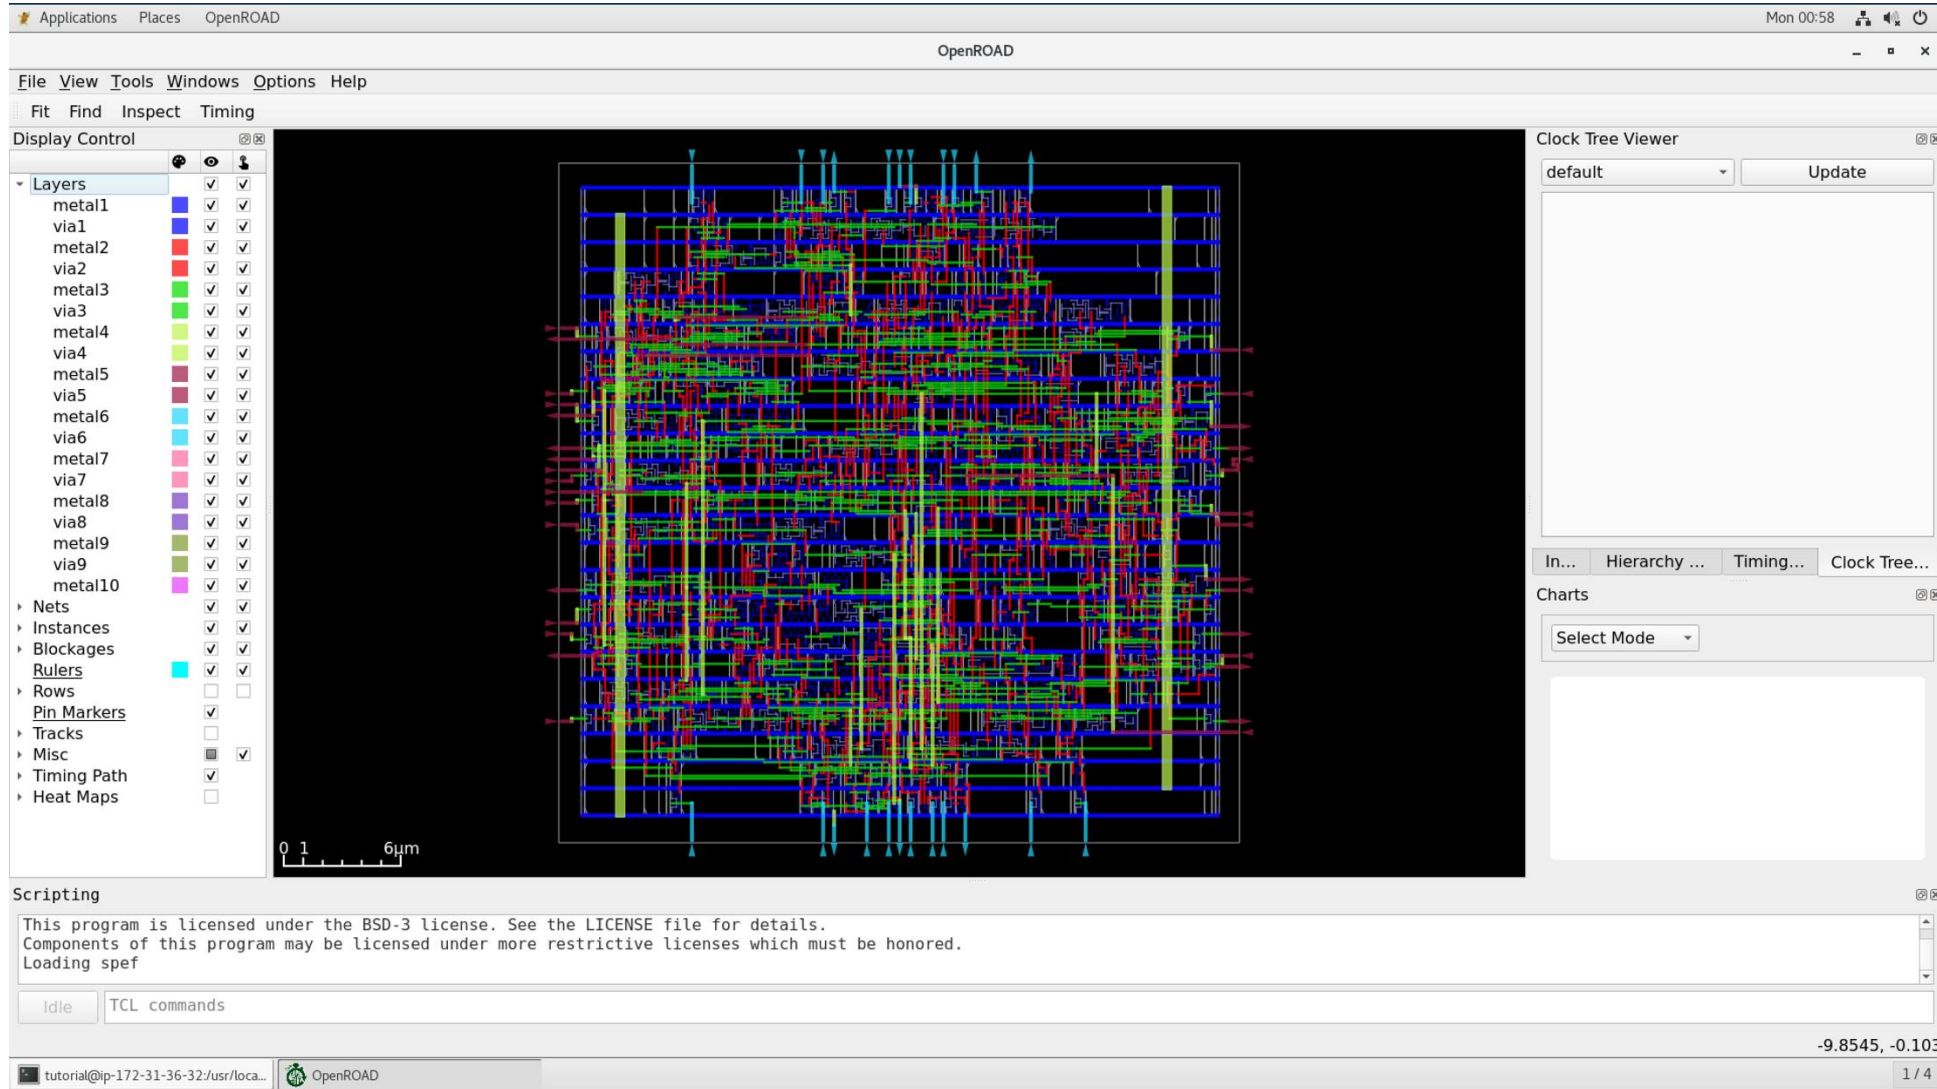 Applications Places OpenROAD Mon 00:58
OpenROAD
File View Tools Windows Options Help
Fit Find Inspect Timing
Display Control
Layers
metal1
via1
metal2
via2
metal3
via3
metal4
via4
metal5
via5
metal6
via6
metal7
via7
metal8
via8
metal9
via9
metal10
Nets
Instances
Blockages
Rulers
Rows
Pin Markers
Tracks
Misc
Timing Path
Heat Maps
0 1 6μm
Clock Tree Viewer
default Update
In... Hierarchy ... Timing... Clock Tree...
Charts
Select Mode
Scripting
This program is licensed under the BSD-3 license. See the LICENSE file for details.
Components of this program may be licensed under more restrictive licenses which must be honored.
Loading spef
Idle TCL commands
-9.8545, -0.103
tutorial@ip-172-31-36-32:/usr/loca... OpenROAD 1 / 4